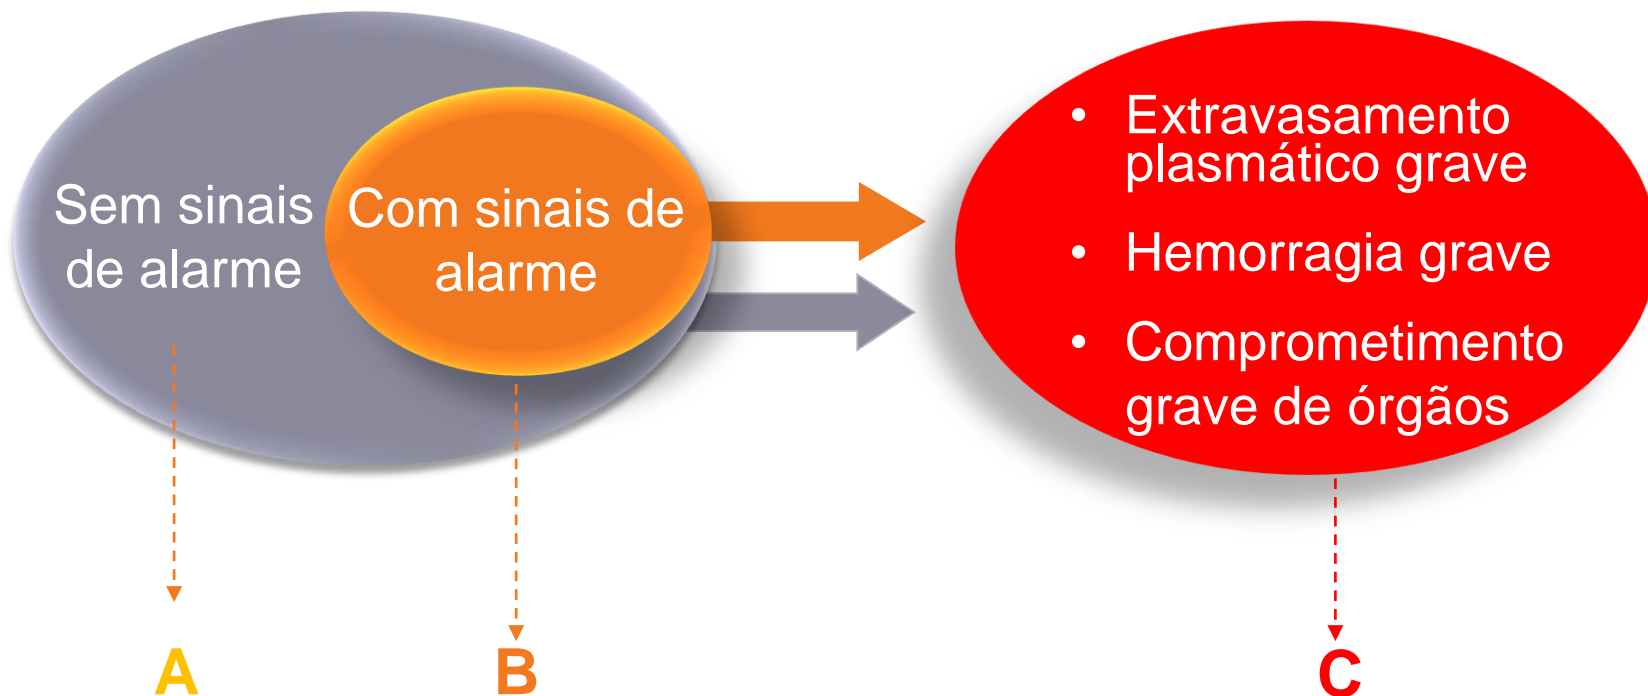 Sem sinais
de alarme
Com sinais de
alarme
• Extravasamento
plasmático grave
• Hemorragia grave
• Comprometimento
grave de órgãos
A
B
C